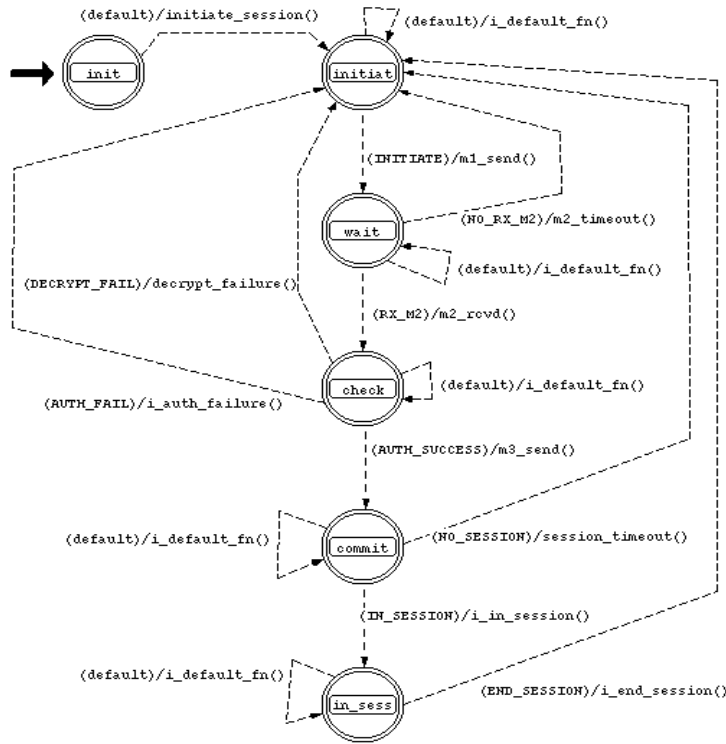 (default)/initiate_session()
(default)/i_default_fn()
init
initiat
(INITIATE)/m1_send()
(NO_RX_M2)/m2_timeout()
wait
(default)/i_default_fn()
(DECRYPT_FAIL)/decrypt_failure()
(RX_M2)/m2_rcvd()
check
(default)/i_default_fn()
(AUTH_FAIL)/i_auth_failure()
(AUTH_SUCCESS)/m3_send()
(default)/i_default_fn()
commit
(NO_SESSION)/session_timeout()
(IN_SESSION)/i_in_session()
(default)/i_default_fn()
in_sess
(END_SESSION)/i_end_session()